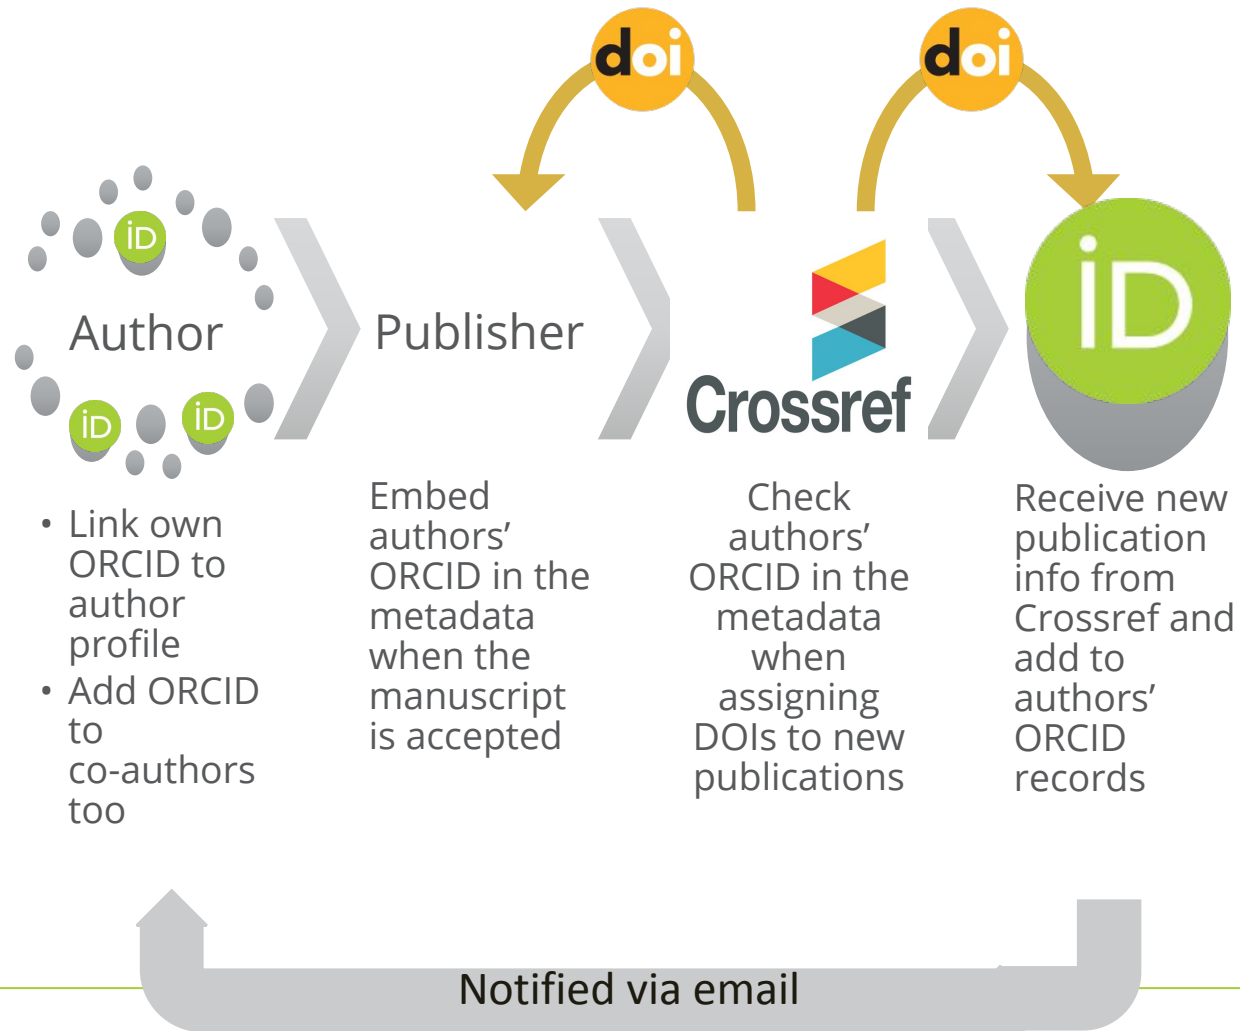 doi
doi
iD
Author
iD
iD
Publisher
Crossref
iD
• Link own
ORCID to
author
profile
• Add ORCID
to
co-authors
too
Embed
authors’
ORCID in the
metadata
when the
manuscript
is accepted
Check
authors’
ORCID in the
metadata
when
assigning
DOIs to new
publications
Receive new
publication
info from
Crossref and
add to
authors’
ORCID
records
Notified via email